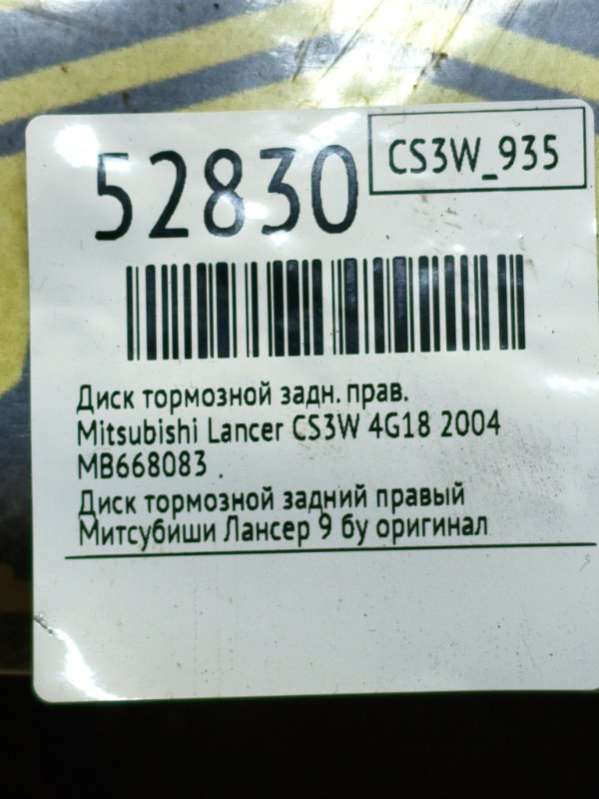 52830
CS3W_935
Диск тормозной задн. прав.
Mitsubishi Lancer CS3W 4G18 2004
MB668083 .
Диск тормозной задний правый
Митсубиши Лансер 9 бу оригинал